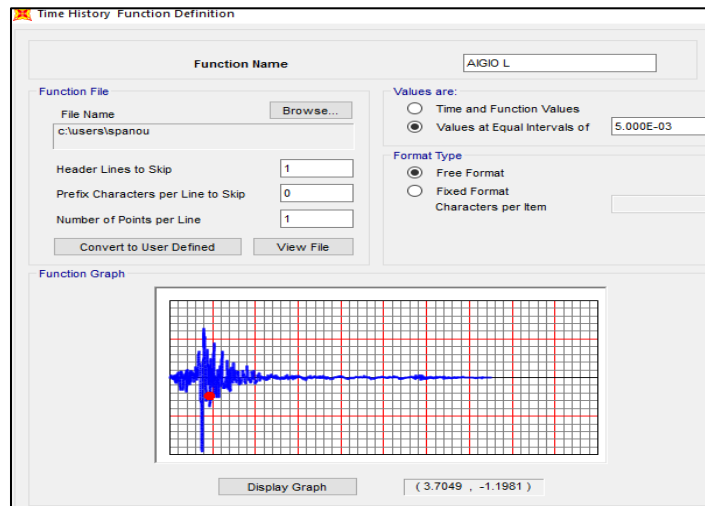 Time History Function Definition
Function Name
AIGIO L
Function File
File Name
Browse...
c:\users\spanou
Header Lines to Skip
1
Prefix Characters per Line to Skip
0
Number of Points per Line
1
Convert to User Defined
View File
Values are:
Time and Function Values
Values at Equal Intervals of
5.000E-03
Format Type
Free Format
Fixed Format
Characters per Item
Function Graph
Display Graph
( 3.7049 , -1.1981 )